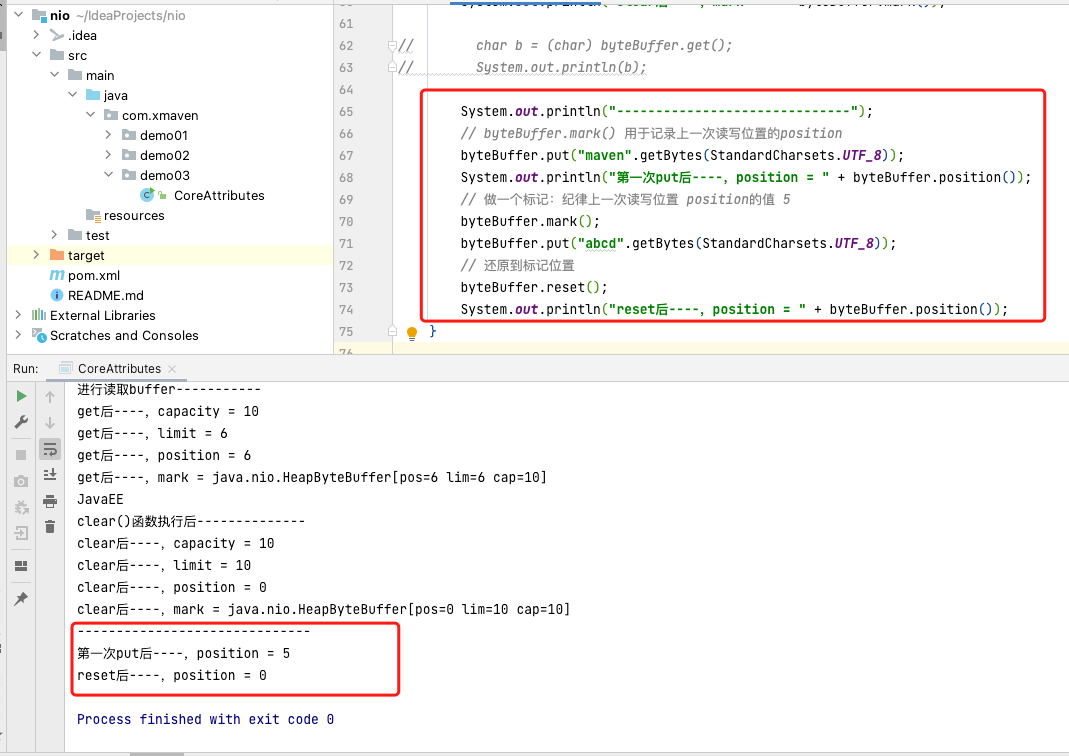 nio ~/IdeaProjects/nio
.idea
src
main
java
com.xmaven
demo01
demo02
demo03
CoreAttributes
resources
test
target
pom.xml
README.md
External Libraries
Scratches and Consoles
61
62 // char b = (char) byteBuffer.get();
63 // System.out.println(b);
64
65 System.out.println("------------------------------");
66 // byteBuffer.mark() 用于记录上一次读写位置的position
67 byteBuffer.put("maven".getBytes(StandardCharsets.UTF_8));
68 System.out.println("第一次put后----, position = " + byteBuffer.position());
69 // 做一个标记: 纪律上一次读写位置 position的值 5
70 byteBuffer.mark();
71 byteBuffer.put("abcd".getBytes(StandardCharsets.UTF_8));
72 // 还原到标记位置
73 byteBuffer.reset();
74 System.out.println("reset后----, position = " + byteBuffer.position());
75 }
76
Run: CoreAttributes
进行读取buffer-----------
get后----, capacity = 10
get后----, limit = 6
get后----, position = 6
get后----, mark = java.nio.HeapByteBuffer[pos=6 lim=6 cap=10]
JavaEE
clear()函数执行后--------------
clear后----, capacity = 10
clear后----, limit = 10
clear后----, position = 0
clear后----, mark = java.nio.HeapByteBuffer[pos=0 lim=10 cap=10]
------------------------------
第一次put后----, position = 5
reset后----, position = 0
Process finished with exit code 0